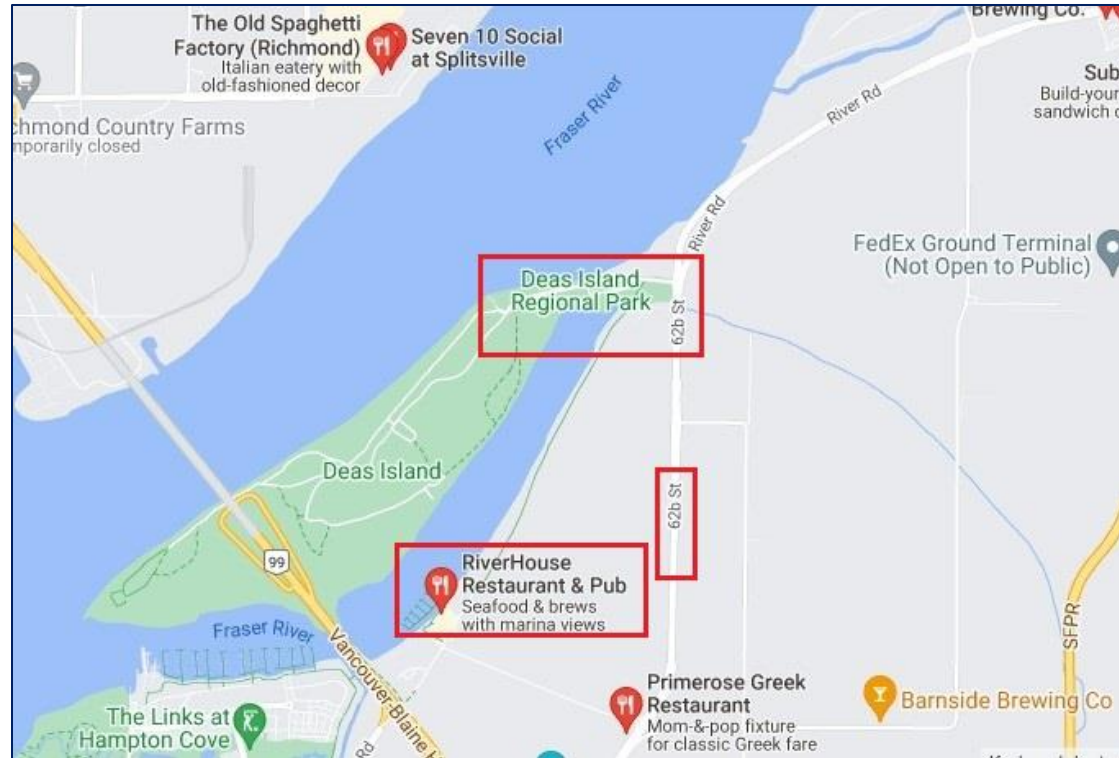 Brewing Co.
The Old Spaghetti
Factory (Richmond)
Italian eatery with
old-fashioned decor
Seven 10 Social
at Splitsville
Sub
Build-your
sandwich
chmond Country Farms
mporarily closed
Fraser River
River Rd
River Rd
FedEx Ground Terminal
(Not Open to Public)
Deas Island
Regional Park
62b St
Deas Island
62b St
99
RiverHouse
Restaurant & Pub
Seafood & brews
with marina views
Fraser River
Vancouver-Blaine
SFPR
Primerose Greek
Restaurant
Mom-&-pop fixture
for classic Greek fare
Barnside Brewing Co
The Links at
Hampton Cove
Rd